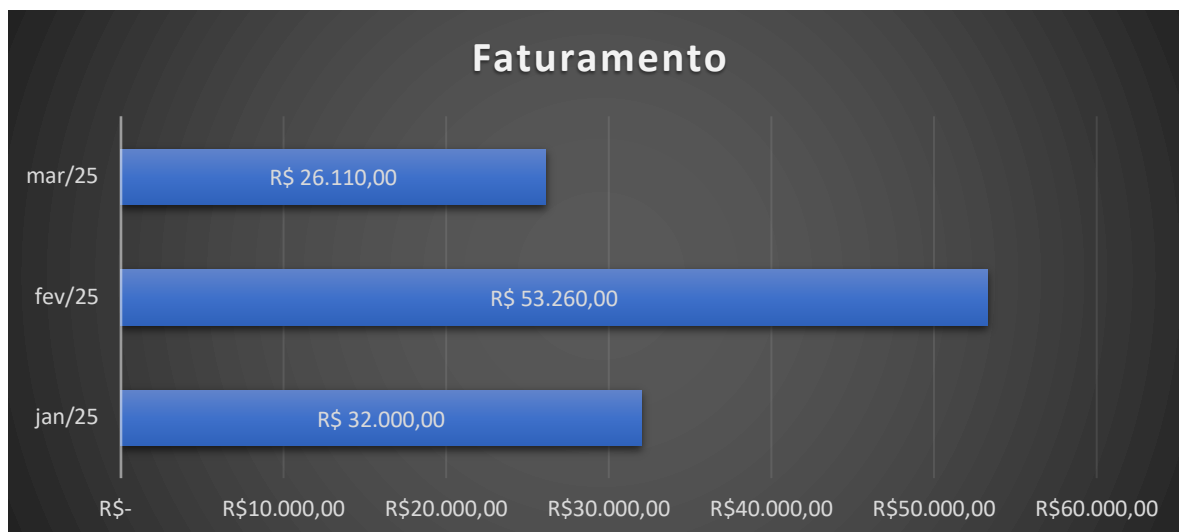 Faturamento
mar/25
R$ 26.110,00
fev/25
R$ 53.260,00
jan/25
R$ 32.000,00
R$- R$10.000,00 R$20.000,00 R$30.000,00 R$40.000,00 R$50.000,00 R$60.000,00